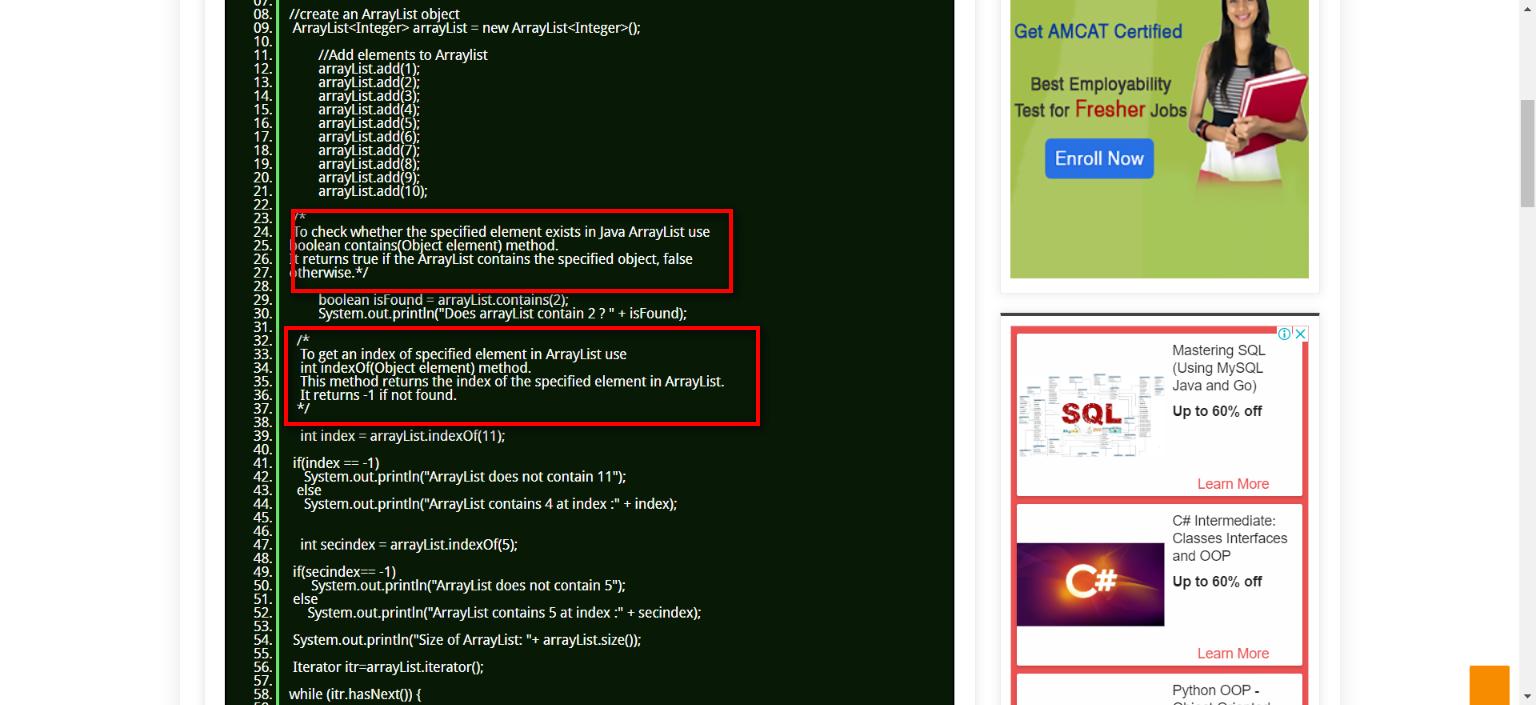 07.
08. //create an ArrayList object
09. ArrayList<Integer> arrayList = new ArrayList<Integer>();
10.
11. //Add elements to Arraylist
12. arrayList.add(1);
13. arrayList.add(2);
14. arrayList.add(3);
15. arrayList.add(4);
16. arrayList.add(5);
17. arrayList.add(6);
18. arrayList.add(7);
19. arrayList.add(8);
20. arrayList.add(9);
21. arrayList.add(10);
22.
23. /*
24. To check whether the specified element exists in Java ArrayList use
25. boolean contains(Object element) method.
26. It returns true if the ArrayList contains the specified object, false
27. otherwise.*/
28.
29. boolean isFound = arrayList.contains(2);
30. System.out.println("Does arrayList contain 2 ? " + isFound);
31.
32. /*
33. To get an index of specified element in ArrayList use
34. int indexOf(Object element) method.
35. This method returns the index of the specified element in ArrayList.
36. It returns -1 if not found.
37. */
38.
39. int index = arrayList.indexOf(11);
40.
41. if(index == -1)
42. System.out.println("ArrayList does not contain 11");
43. else
44. System.out.println("ArrayList contains 4 at index :" + index);
45.
46.
47. int secindex = arrayList.indexOf(5);
48.
49. if(secindex== -1)
50. System.out.println("ArrayList does not contain 5");
51. else
52. System.out.println("ArrayList contains 5 at index :" + secindex);
53.
54. System.out.println("Size of ArrayList: "+ arrayList.size());
55.
56. Iterator itr=arrayList.iterator();
57.
58. while (itr.hasNext()) {
Get AMCAT Certified
Best Employability
Test for Fresher Jobs
Enroll Now
Mastering SQL
(Using MySQL
Java and Go)
Up to 60% off
SQL
Learn More
C# Intermediate:
Classes Interfaces
and OOP
Up to 60% off
C#
Learn More
Python OOP -
Object Oriented